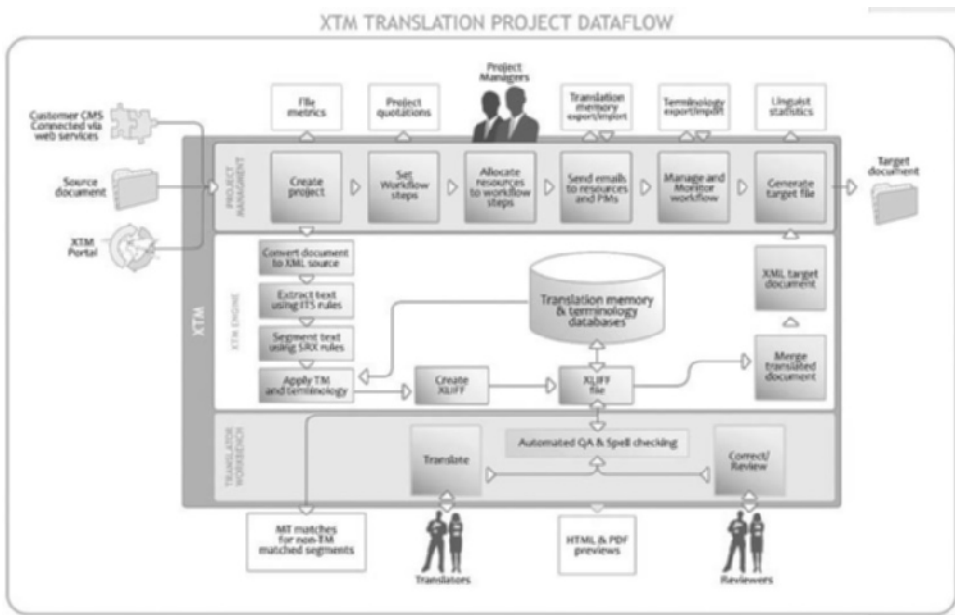 XTM TRANSLATION PROJECT DATAFLOW
Project
Managers
File
metrics
Project
quotations
Translation
memory
export/import
Terminology
export/import
Linguist
statistics
Customer CMS
Connected via
web services
Source
document
XTM
Portal
Target
document
XTM
PROJECT
MANAGMENT
Create
project
Set
Workflow
steps
Allocate
resources
to workflow
steps
Send emails
to resources
and PMs
Manage and
Monitor
workflow
Generate
target file
XTM ENGINE
Convert document
to XML source
Extract text
using ITS rules
Segment text
using SRX rules
Apply TM
and terminology
Create
XLIFF
XLIFF
file
Translation memory
& terminology
databases
XML target
document
Merge
translated
document
TRANSLATOR
WORKBENCH
Translate
Automated QA & Spell checking
Correct/
Review
MT matches
for non-TM
matched segments
Translators
HTML & PDF
previews
Reviewers